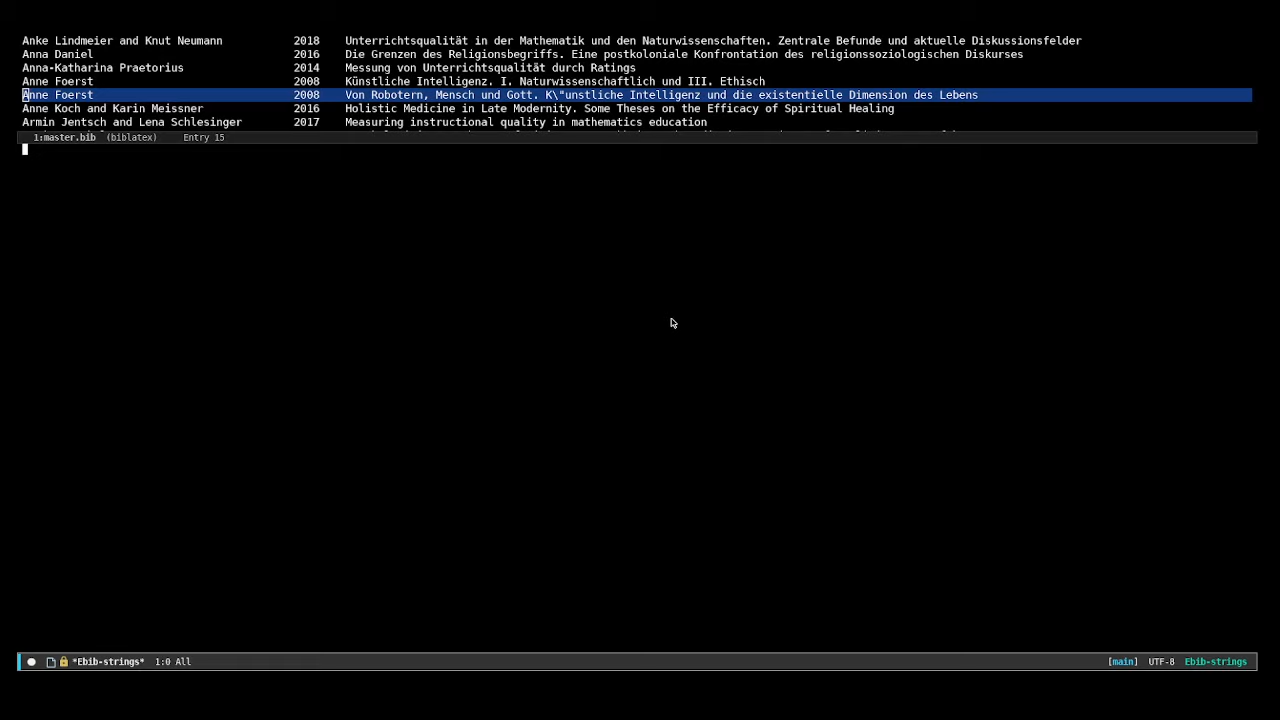 Anke Lindmeier and Knut Neumann 2018 Unterrichtsqualität in der Mathematik und den Naturwissenschaften. Zentrale Befunde und aktuelle Diskussionsfelder
Anna Daniel 2016 Die Grenzen des Religionsbegriffs. Eine postkoloniale Konfrontation des religionssoziologischen Diskurses
Anna-Katharina Praetorius 2014 Messung von Unterrichtsqualität durch Ratings
Anne Foerst 2008 Künstliche Intelligenz. I. Naturwissenschaftlich und III. Ethisch
Anne Foerst 2008 Von Robotern, Mensch und Gott. K\"unstliche Intelligenz und die existentielle Dimension des Lebens
Anne Koch and Karin Meissner 2016 Holistic Medicine in Late Modernity. Some Theses on the Efficacy of Spiritual Healing
Armin Jentsch and Lena Schlesinger 2017 Measuring instructional quality in mathematics education
1:master.bib (biblatex) Entry 15
*Ebib-strings* 1:0 All [main] UTF-8 Ebib-strings